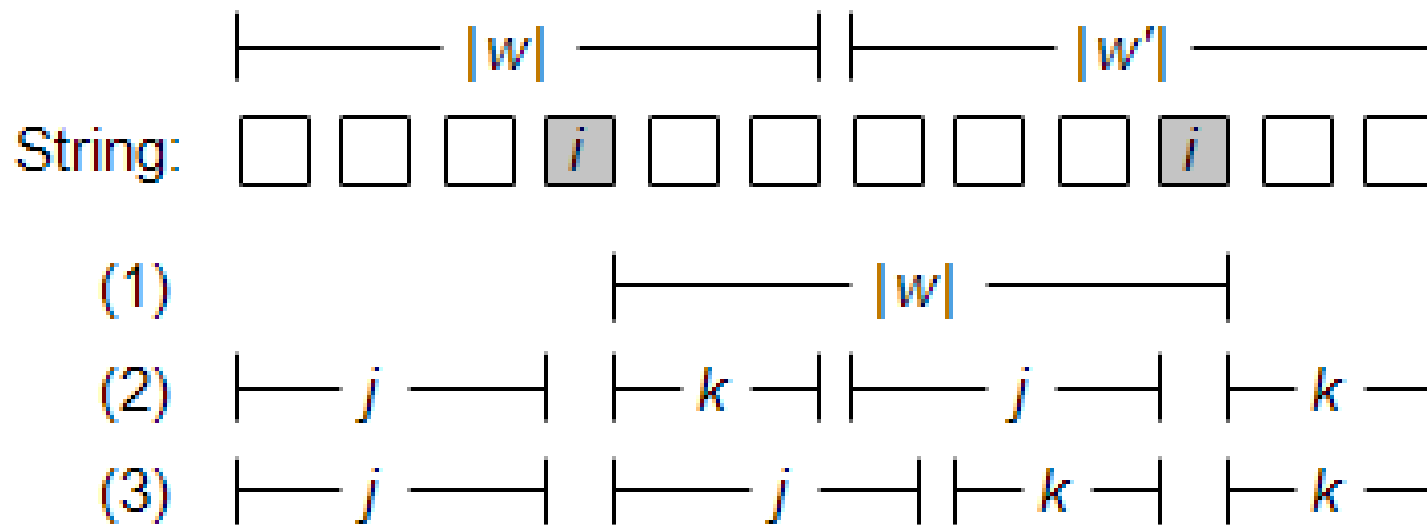 |w| |w'|
String: i i
(1) |w|
(2) j k j k
(3) j j k k